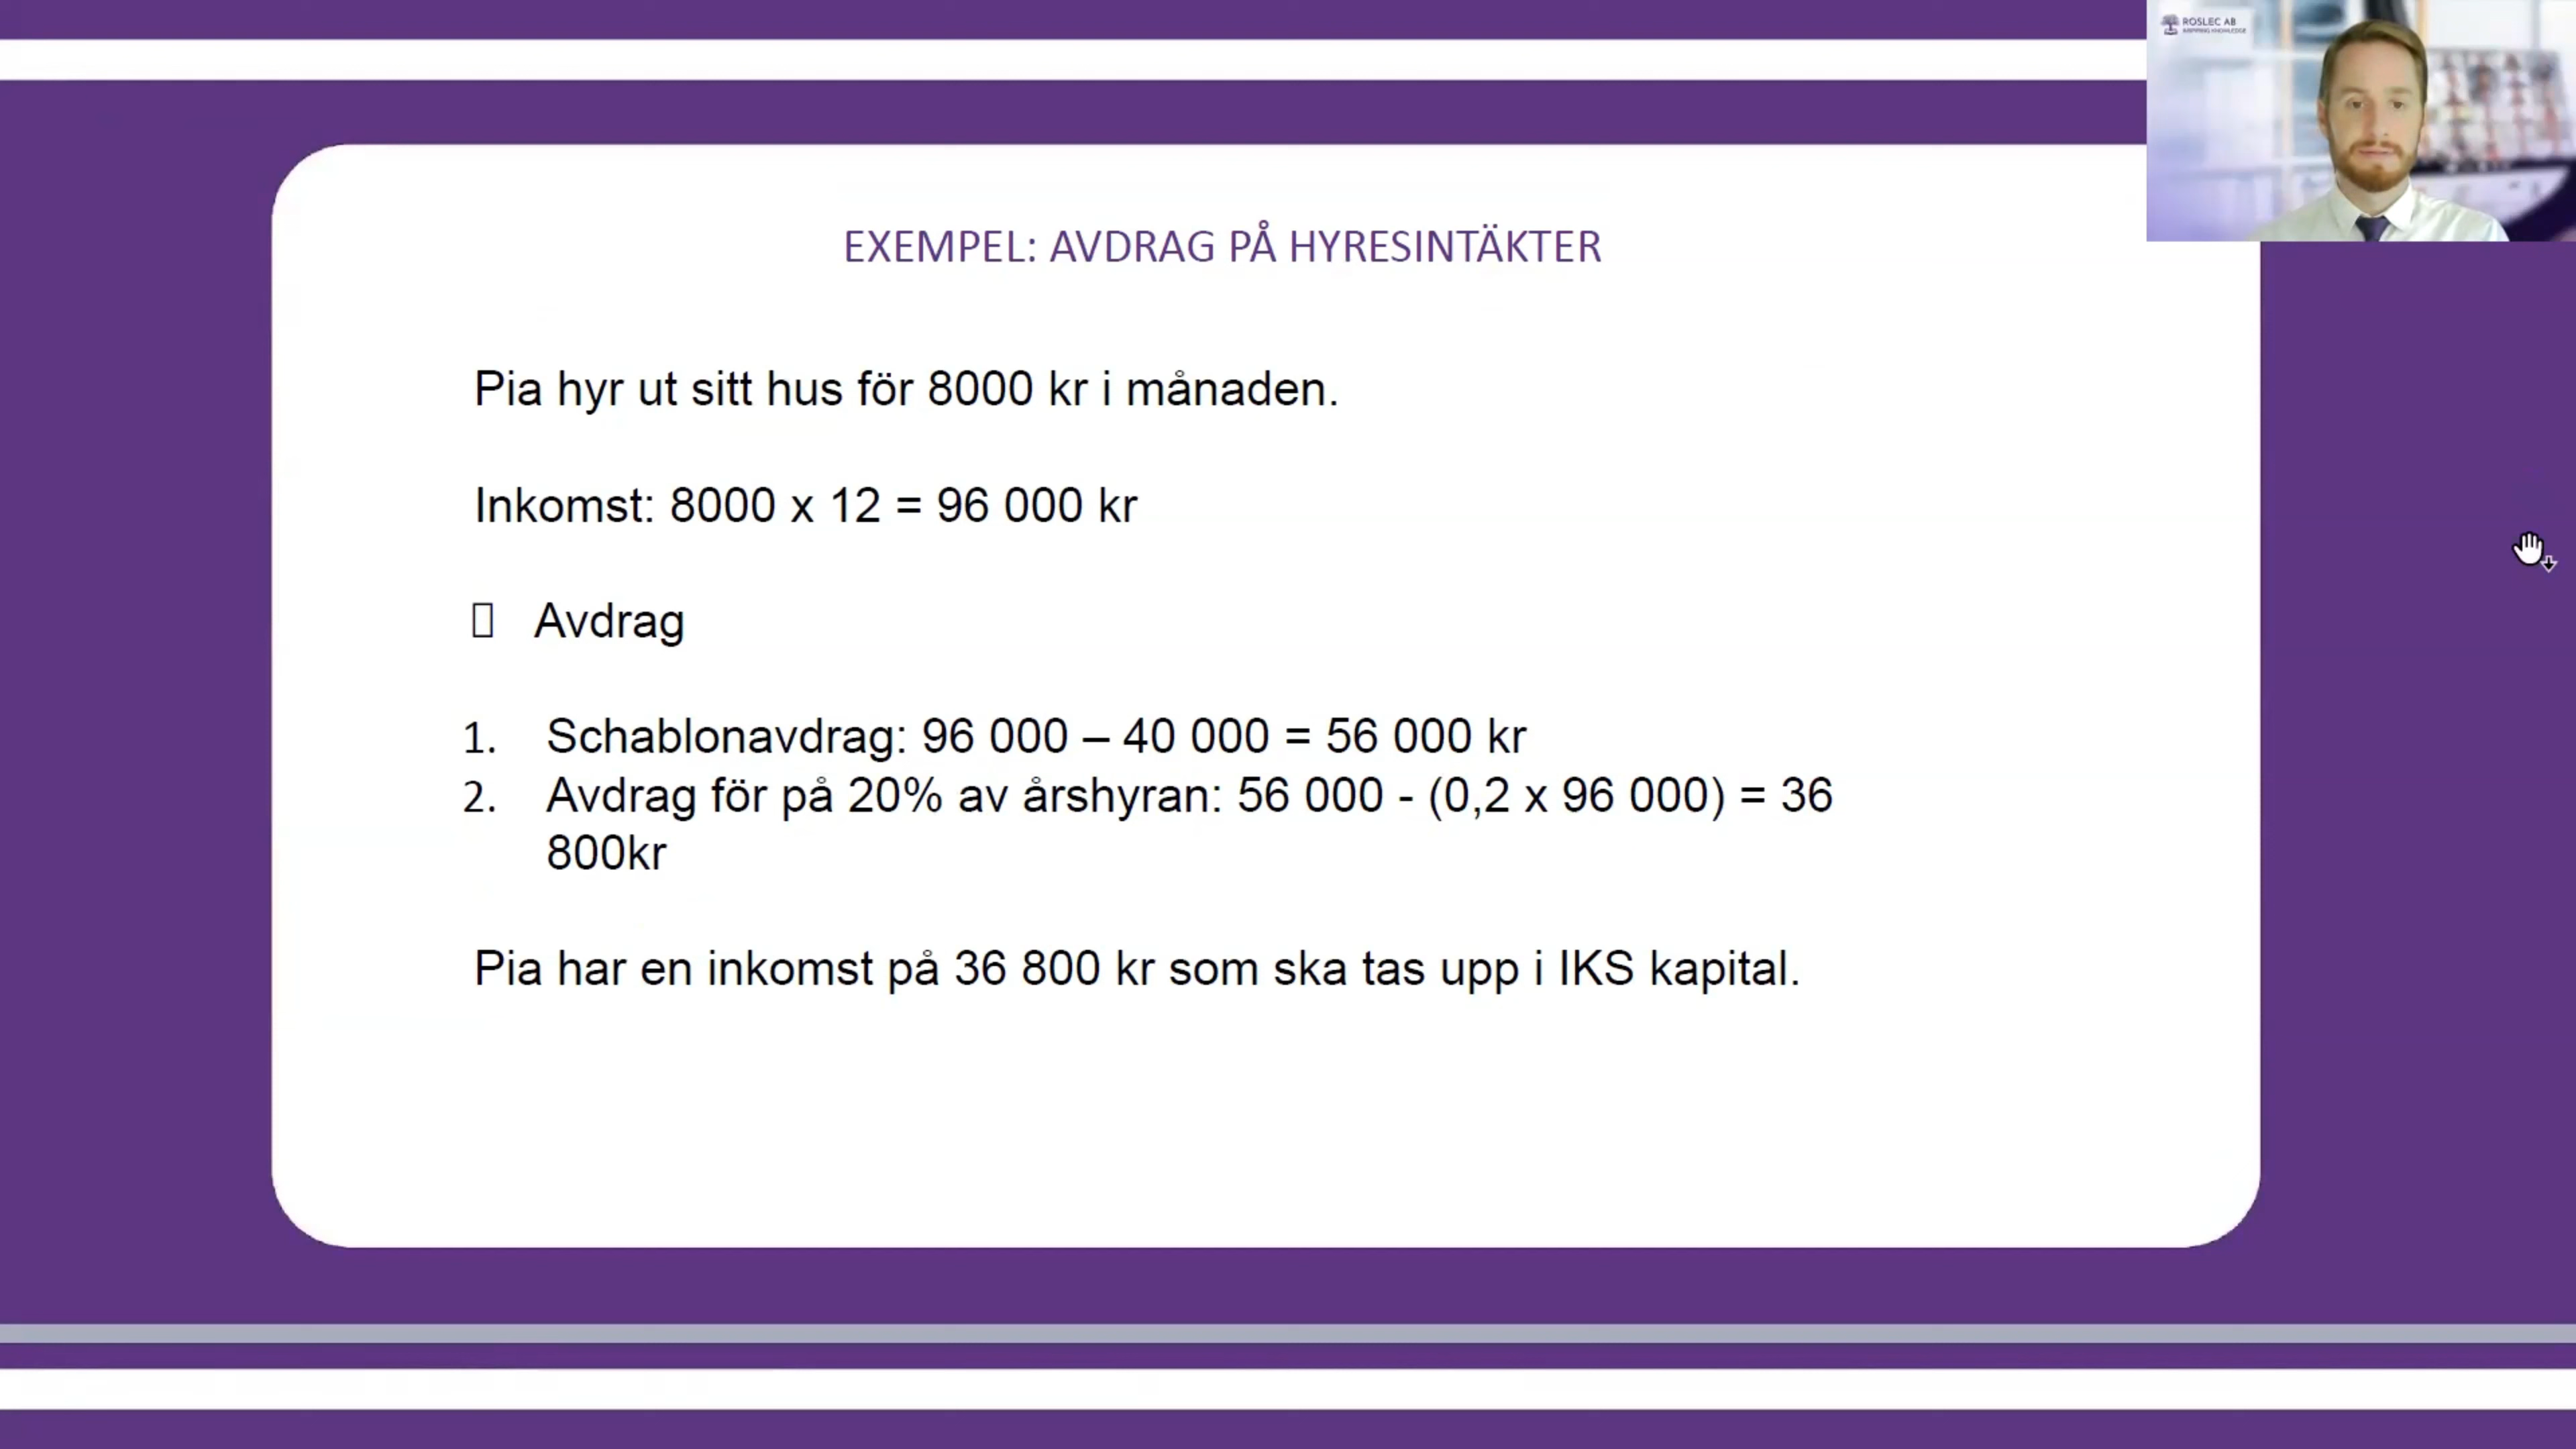 ROSLEC AB
INSPIRING KNOWLEDGE
EXEMPEL: AVDRAG PÅ HYRESINTÄKTER
Pia hyr ut sitt hus för 8000 kr i månaden.
Inkomst: 8000 x 12 = 96 000 kr
Avdrag
1. Schablonavdrag: 96 000 – 40 000 = 56 000 kr
2. Avdrag för på 20% av årshyran: 56 000 - (0,2 x 96 000) = 36
800kr
Pia har en inkomst på 36 800 kr som ska tas upp i IKS kapital.